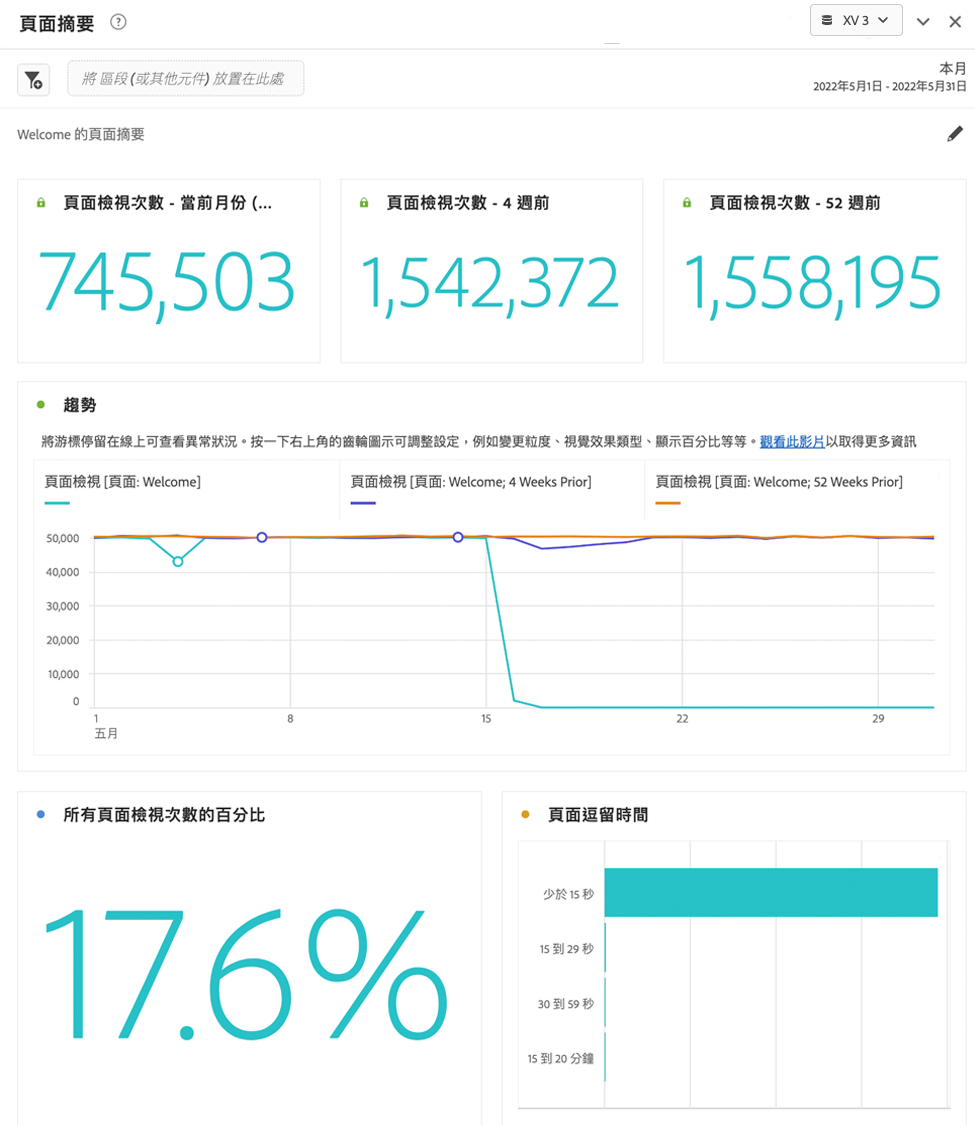 頁面摘要 ?
XV 3
將 區段 (或其他元件) 放置在此處
本月
2022年5月1日 - 2022年5月31日
Welcome 的頁面摘要
頁面檢視次數 - 當前月份 (...
745,503
頁面檢視次數 - 4 週前
1,542,372
頁面檢視次數 - 52 週前
1,558,195
趨勢
將游標停留在線上可查看異常狀況。按一下右上角的齒輪圖示可調整設定，例如變更粒度、視覺效果類型、顯示百分比等等。觀看此影片以取得更多資訊
頁面檢視 [頁面: Welcome]
頁面檢視 [頁面: Welcome; 4 Weeks Prior]
頁面檢視 [頁面: Welcome; 52 Weeks Prior]
50,000
40,000
30,000
20,000
10,000
0
1 8 15 22 29
五月
所有頁面檢視次數的百分比
17.6%
頁面逗留時間
少於 15 秒
15 到 29 秒
30 到 59 秒
15 到 20 分鐘